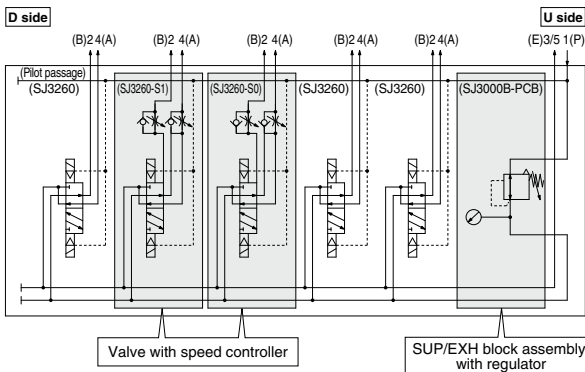 D side
U side
(B)2 4(A)
(B)2 4(A)
(B)2 4(A)
(B)2 4(A)
(B)2 4(A)
(E)3/5 1(P)
(Pilot passage)
(SJ3260)
(SJ3260-S1)
(SJ3260-S0)
(SJ3260)
(SJ3260)
(SJ3000B-PCB)
Valve with speed controller
SUP/EXH block assembly
with regulator